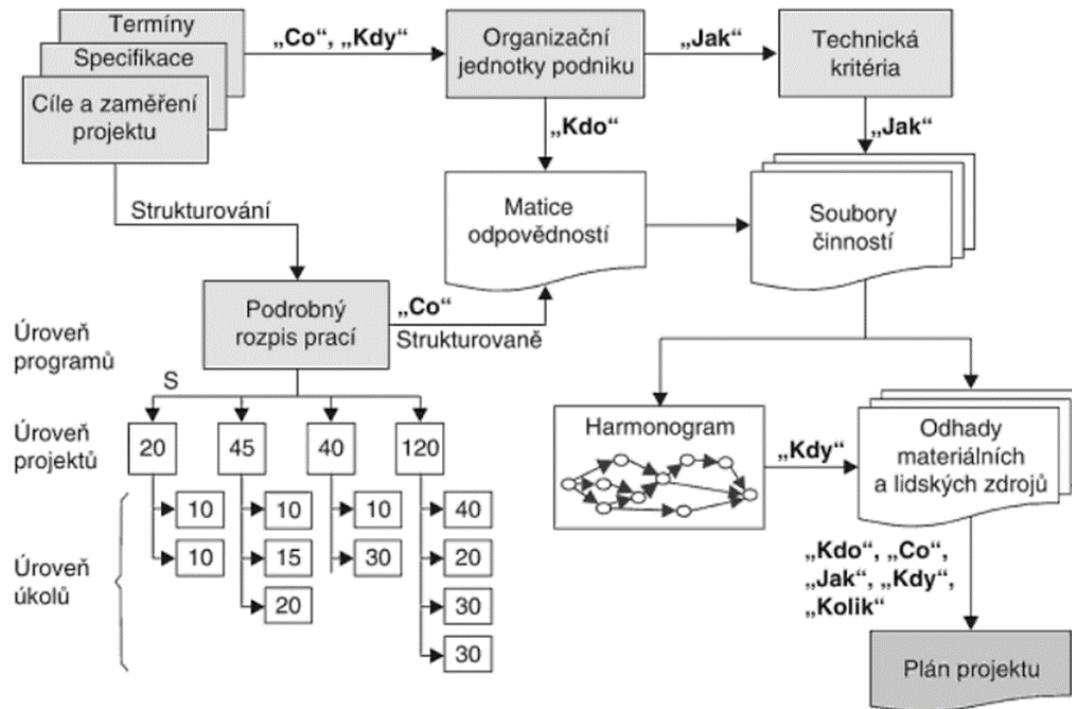 Termíny
Specifikace
Cíle a zaměření
projektu
„Co“, „Kdy“
Organizační
jednotky podniku
„Jak“
Technická
kritéria
„Kdo“
„Jak“
Strukturování
Matice
odpovědností
Soubory
činností
Podrobný
rozpis prací
„Co“
Strukturovaně
Úroveň
programů
S
Úroveň
projektů
20
45
40
120
Harmonogram
„Kdy“
Odhady
materiálních
a lidských zdrojů
Úroveň
úkolů
10
10
10
40
10
15
30
20
20
30
30
„Kdo“, „Co“,
„Jak“, „Kdy“,
„Kolik“
Plán projektu